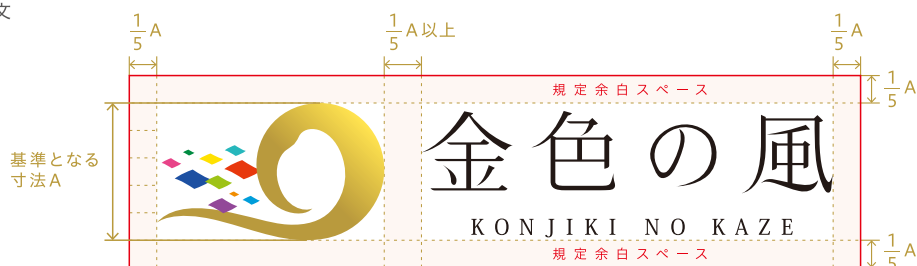 文
1/5 A
1/5 A以上
1/5 A
規定余白スペース
1/5 A
基準となる
寸法A
金色の風
KONJIKI NO KAZE
規定余白スペース
1/5 A